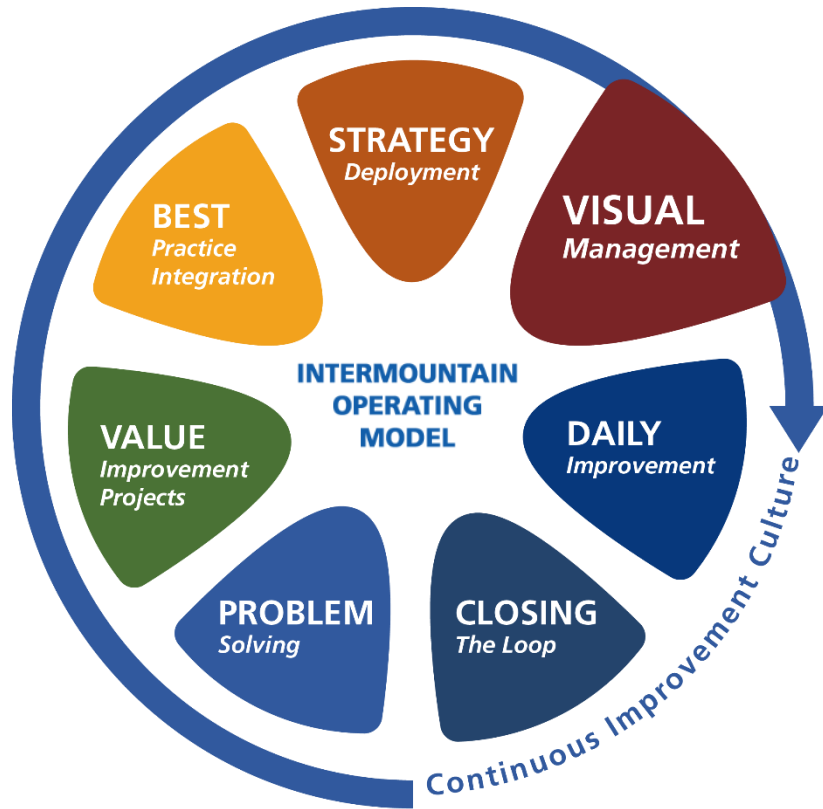 STRATEGY
Deployment
VISUAL
Management
DAILY
Improvement
CLOSING
The Loop
PROBLEM
Solving
VALUE
Improvement
Projects
BEST
Practice
Integration
INTERMOUNTAIN
OPERATING
MODEL
Continuous Improvement Culture